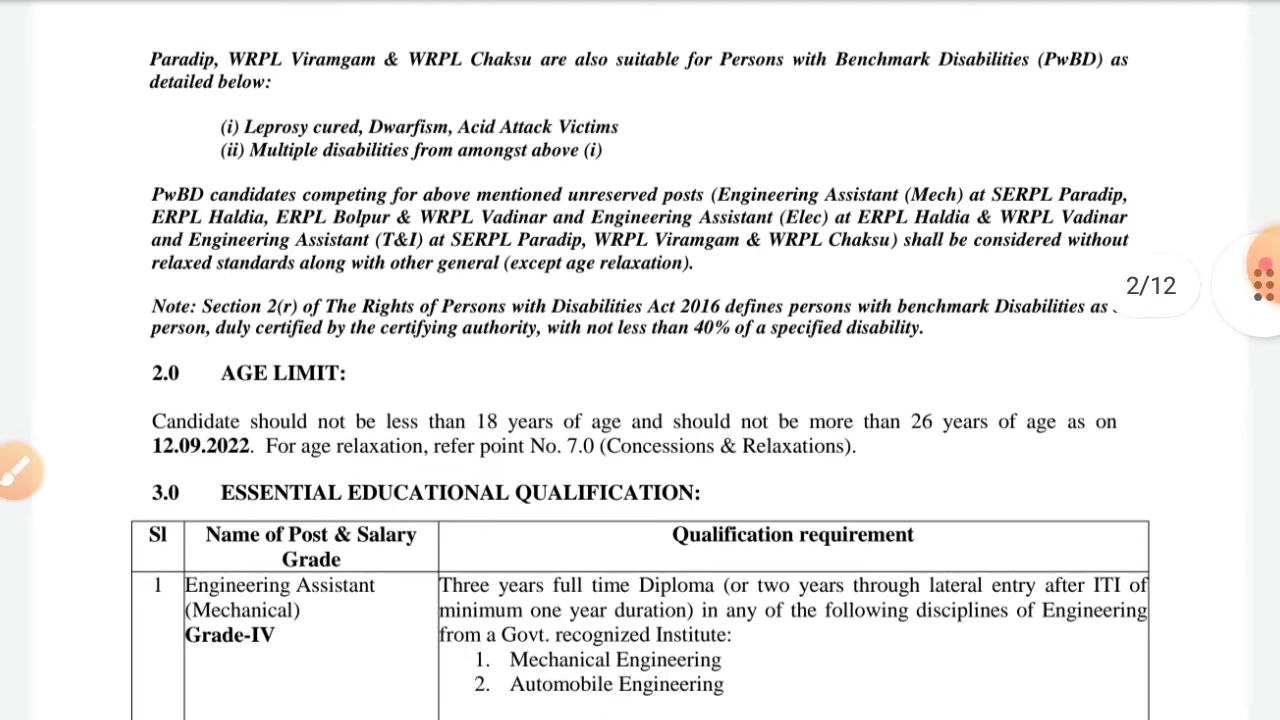 Paradip, WRPL Viramgam & WRPL Chaksu are also suitable for Persons with Benchmark Disabilities (PwBD) as
detailed below:
(i) Leprosy cured, Dwarfism, Acid Attack Victims
(ii) Multiple disabilities from amongst above (i)
PwBD candidates competing for above mentioned unreserved posts (Engineering Assistant (Mech) at SERPL Paradip,
ERPL Haldia, ERPL Bolpur & WRPL Vadinar and Engineering Assistant (Elec) at ERPL Haldia & WRPL Vadinar
and Engineering Assistant (T&I) at SERPL Paradip, WRPL Viramgam & WRPL Chaksu) shall be considered without
relaxed standards along with other general (except age relaxation).
2/12
Note: Section 2(r) of The Rights of Persons with Disabilities Act 2016 defines persons with benchmark Disabilities as
person, duly certified by the certifying authority, with not less than 40% of a specified disability.
2.0 AGE LIMIT:
Candidate should not be less than 18 years of age and should not be more than 26 years of age as on
12.09.2022. For age relaxation, refer point No. 7.0 (Concessions & Relaxations).
3.0 ESSENTIAL EDUCATIONAL QUALIFICATION:
Sl Name of Post & Salary Qualification requirement
Grade
1 Engineering Assistant Three years full time Diploma (or two years through lateral entry after ITI of
(Mechanical) minimum one year duration) in any of the following disciplines of Engineering
Grade-IV from a Govt. recognized Institute:
1. Mechanical Engineering
2. Automobile Engineering